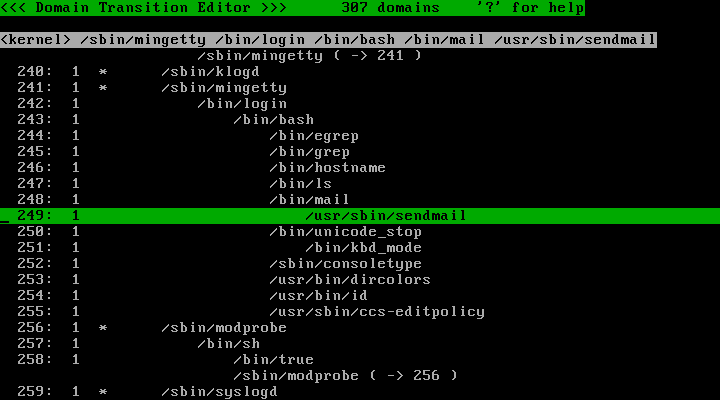 <<< Domain Transition Editor >>>      307 domains    '?' for help
<kernel> /sbin/mingetty /bin/login /bin/bash /bin/mail /usr/sbin/sendmail
                      /sbin/mingetty ( -> 241 )
  240:  1  *      /sbin/klogd
  241:  1  *      /sbin/mingetty
  242:  1             /bin/login
  243:  1                 /bin/bash
  244:  1                     /bin/egrep
  245:  1                     /bin/grep
  246:  1                     /bin/hostname
  247:  1                     /bin/ls
  248:  1                     /bin/mail
_ 249:  1                         /usr/sbin/sendmail
  250:  1                     /bin/unicode_stop
  251:  1                         /bin/kbd_mode
  252:  1                     /sbin/consoletype
  253:  1                     /usr/bin/dircolors
  254:  1                     /usr/bin/id
  255:  1                     /usr/sbin/ccs-editpolicy
  256:  1  *      /sbin/modprobe
  257:  1             /bin/sh
  258:  1                 /bin/true
                          /sbin/modprobe ( -> 256 )
  259:  1  *      /sbin/syslogd